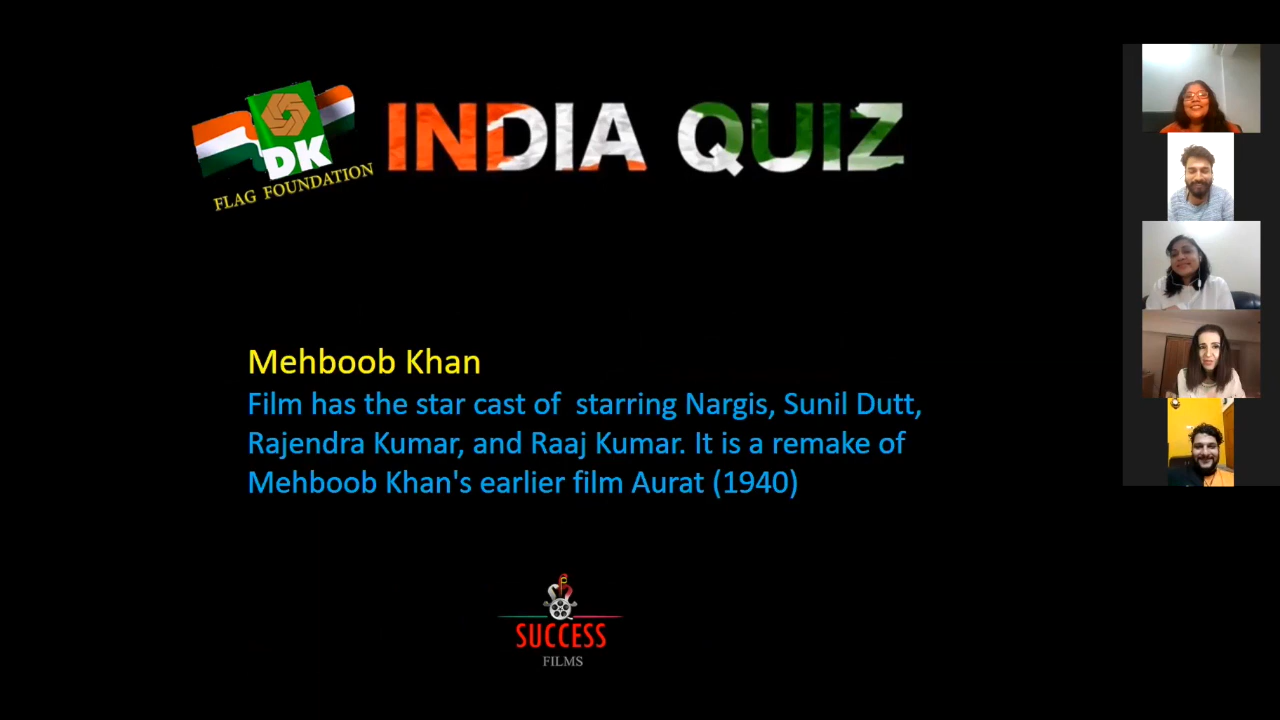 DK
FLAG FOUNDATION
INDIA QUIZ
Mehboob Khan
Film has the star cast of starring Nargis, Sunil Dutt,
Rajendra Kumar, and Raaj Kumar. It is a remake of
Mehboob Khan's earlier film Aurat (1940)
SUCCESS
FILMS